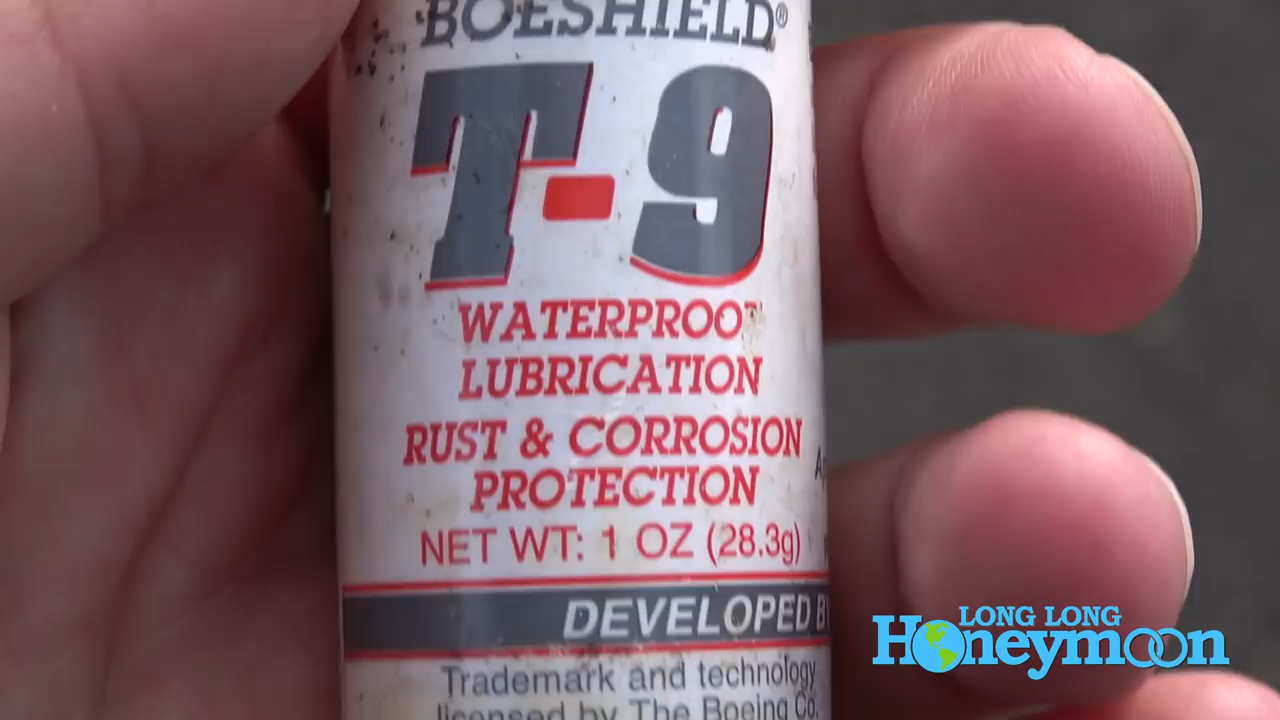 BOESHIELD®
T-9
WATERPROOF
LUBRICATION
RUST & CORROSION
PROTECTION
NET WT: 1 OZ (28.3g)
DEVELOPED BY
Trademark and technology
licensed by The Boeing Co.
LONG LONG
Honeymoon